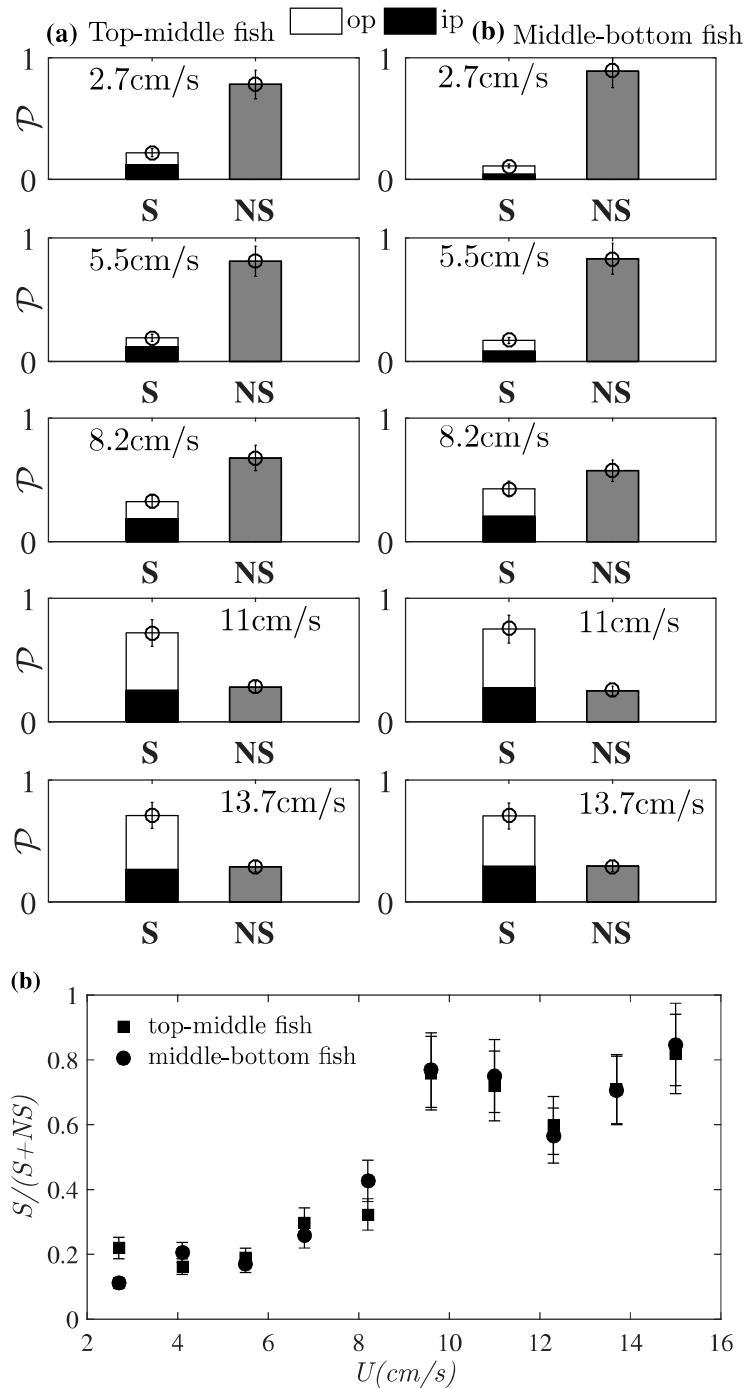 (a) Top-middle fish op ip (b) Middle-bottom fish
1 2.7cm/s 2.7cm/s
𝒫
0 0
S NS S NS
1 5.5cm/s 1 5.5cm/s
𝒫
0 0
S NS S NS
1 8.2cm/s 1 8.2cm/s
𝒫
0 0
S NS S NS
1 11cm/s 1 11cm/s
𝒫
0 0
S NS S NS
1 13.7cm/s 1 13.7cm/s
𝒫
0 0
S NS S NS
(b)
1
top-middle fish
middle-bottom fish
0.8
0.6
S/(S+NS)
0.4
0.2
0
2 4 6 8 10 12 14 16
U(cm/s)